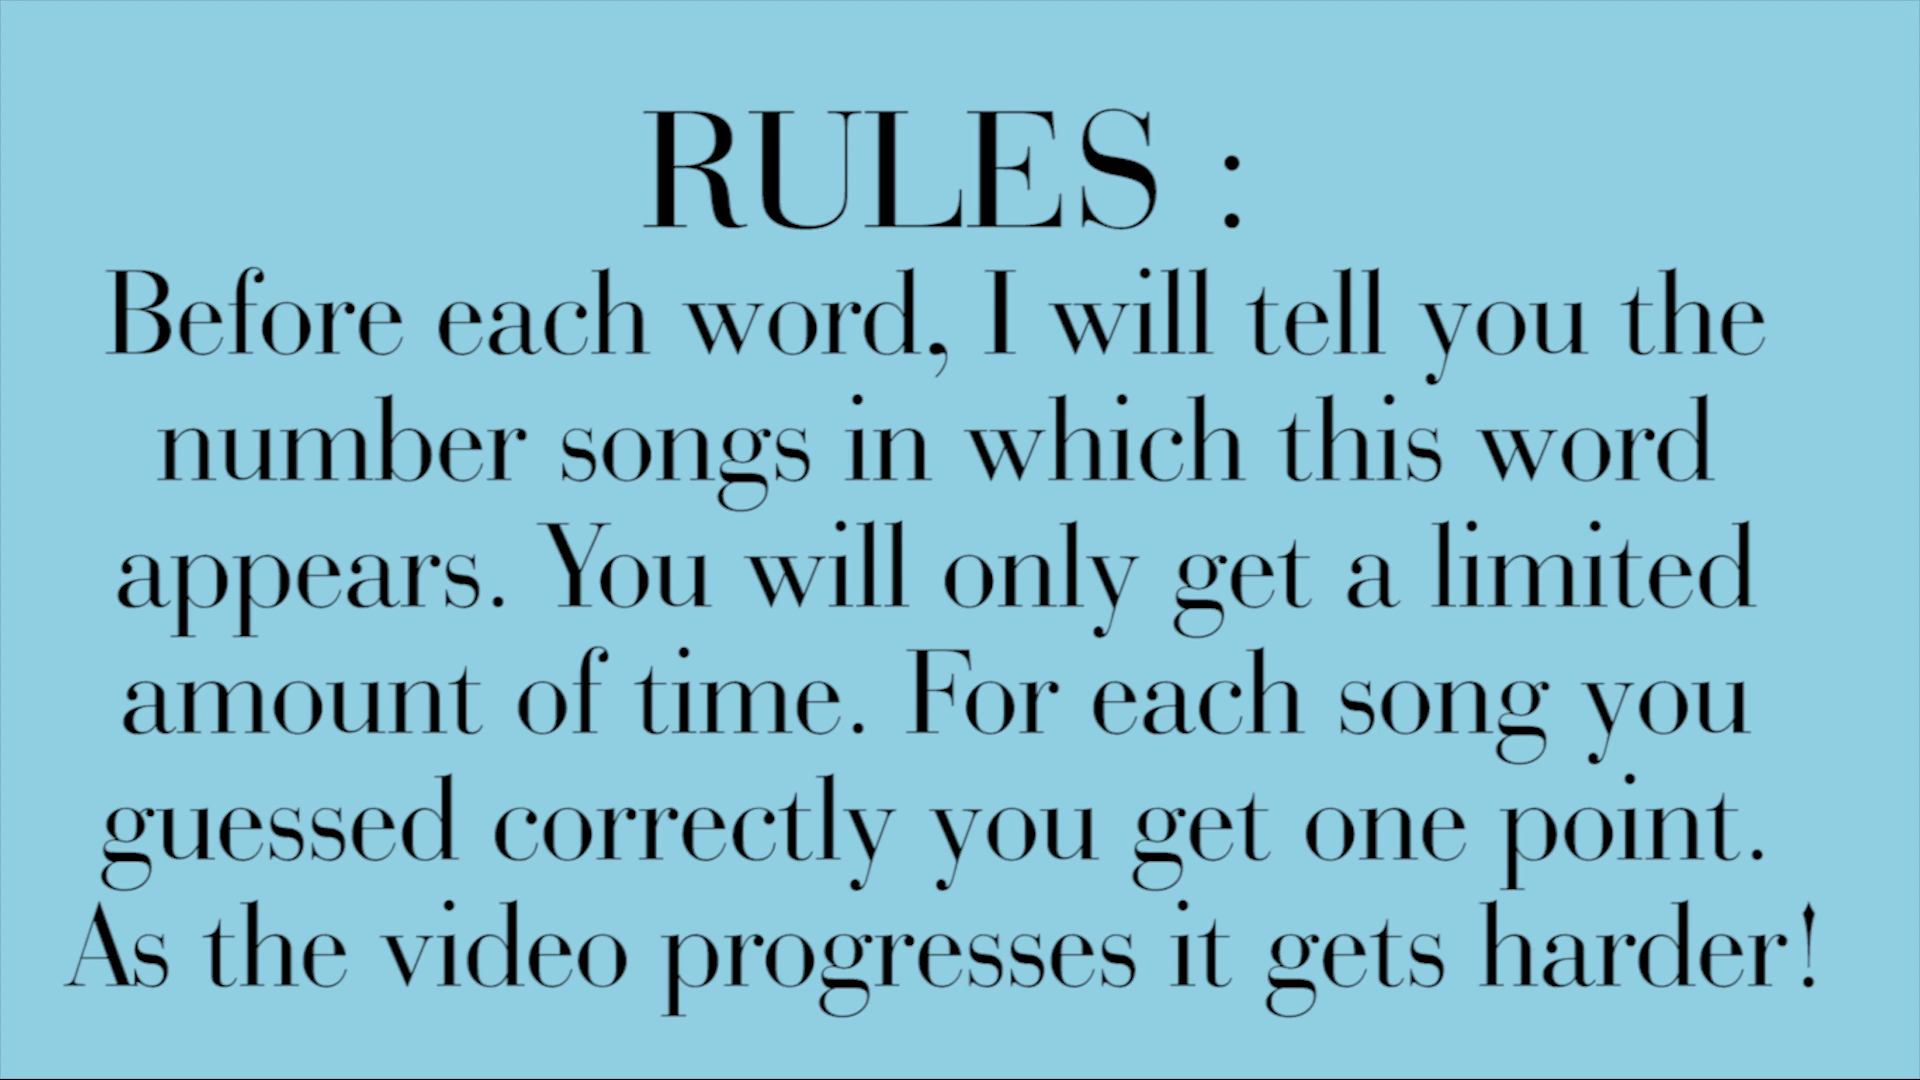 RULES :
Before each word, I will tell you the
number songs in which this word
appears. You will only get a limited
amount of time. For each song you
guessed correctly you get one point.
As the video progresses it gets harder!